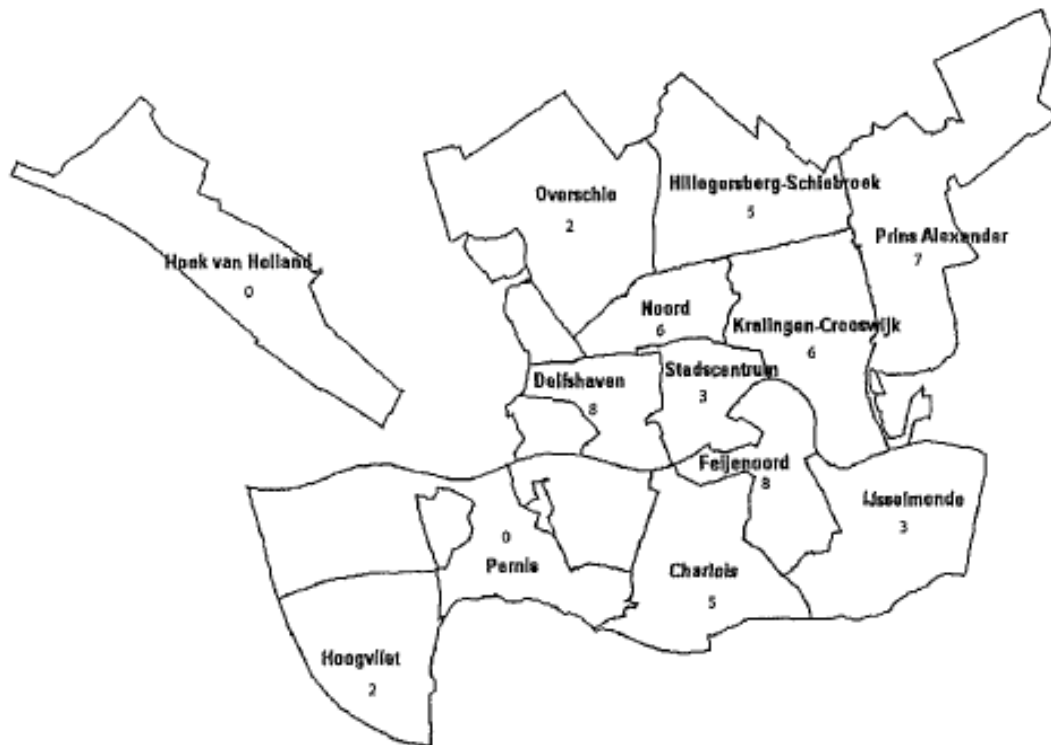 Overschie
2
Hillegersberg-Schiebroek
5
Prins Alexander
7
Hoek van Holland
0
Noord
6
Kralingen-Crooswijk
6
Delfshaven
8
Stadscentrum
3
Feijenoord
8
IJsselmonde
3
0
Pernis
Charlois
5
Hoogvliet
2